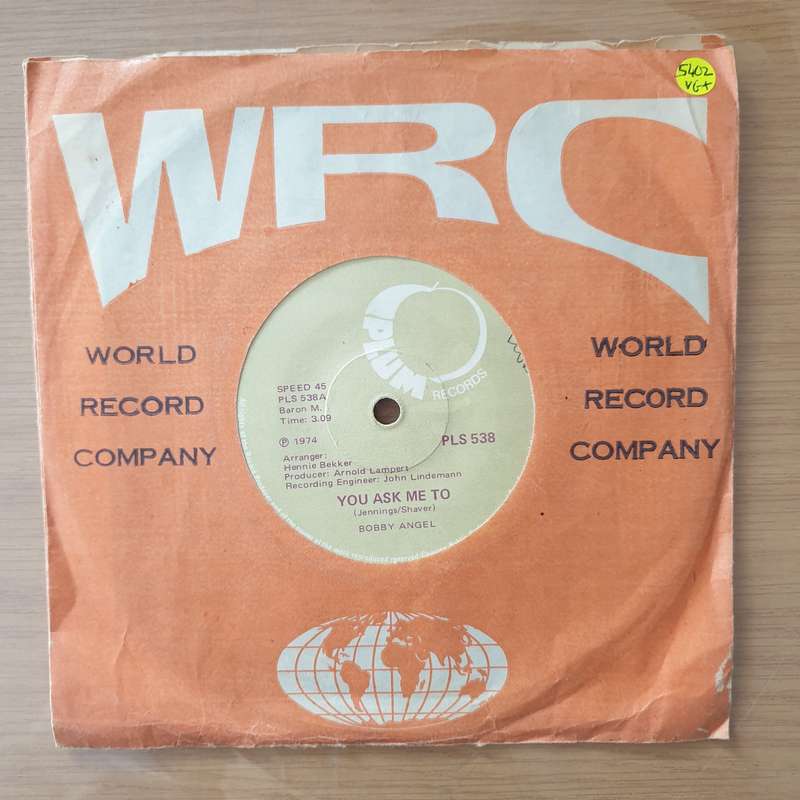 5402
VG+
WRC
WORLD
RECORD
COMPANY
WORLD
RECORD
COMPANY
PLUM
RECORDS
SPEED 45
PLS 538A
Baron M.
Time: 3.09
℗ 1974
PLS 538
Arranger:
Hennie Bekker
Producer: Arnold Lampert
Recording Engineer: John Lindemann
YOU ASK ME TO
(Jennings/Shaver)
BOBBY ANGEL